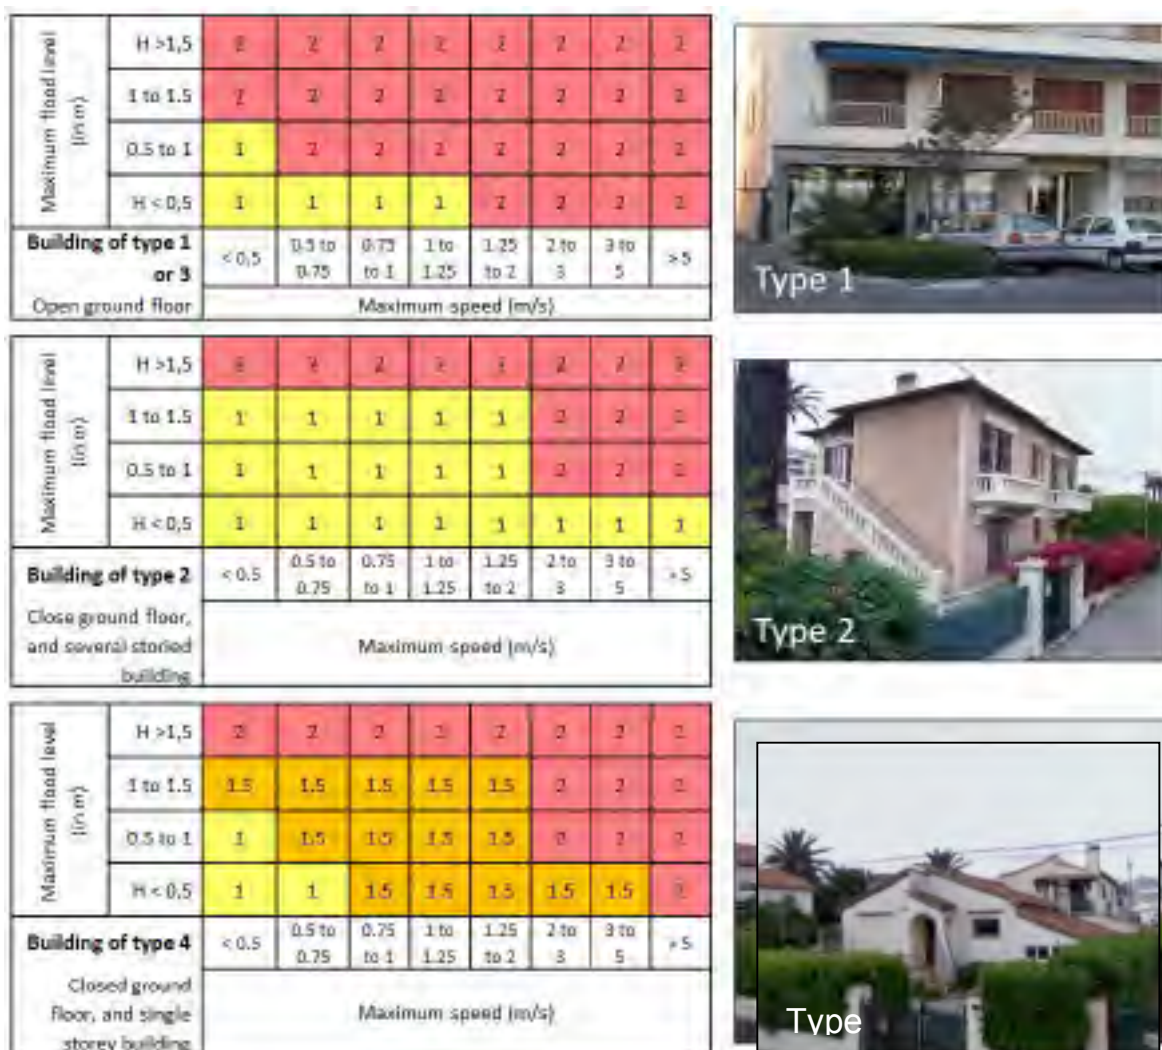 Maximum flood level
(in m)
H >1,5 2 2 2 2 2 2 2 2
1 to 1.5 2 2 2 2 2 2 2 2
0.5 to 1 1 2 2 2 2 2 2 2
H < 0,5 1 1 1 1 2 2 2 2
Building of type 1
or 3
Open ground floor
< 0,5 0.5 to 0.75 0.75 to 1 1 to 1.25 1.25 to 2 2 to 3 3 to 5 > 5
Maximum speed (m/s)
Type 1
Maximum flood level
(in m)
H >1,5 2 2 2 2 2 2 2 2
1 to 1.5 1 1 1 1 1 2 2 2
0.5 to 1 1 1 1 1 1 2 2 2
H < 0,5 1 1 1 1 1 1 1 1
Building of type 2
Close ground floor,
and several storied
building
< 0.5 0.5 to 0.75 0.75 to 1 1 to 1.25 1.25 to 2 2 to 3 3 to 5 > 5
Maximum speed (m/s)
Type 2
Maximum flood level
(in m)
H >1,5 2 2 2 2 2 2 2 2
1 to 1.5 1.5 1.5 1.5 1.5 1.5 2 2 2
0.5 to 1 1 1.5 1.5 1.5 1.5 2 2 2
H < 0,5 1 1 1.5 1.5 1.5 1.5 1.5 2
Building of type 4
Closed ground
floor, and single
storey building
< 0.5 0.5 to 0.75 0.75 to 1 1 to 1.25 1.25 to 2 2 to 3 3 to 5 > 5
Maximum speed (m/s)
Type